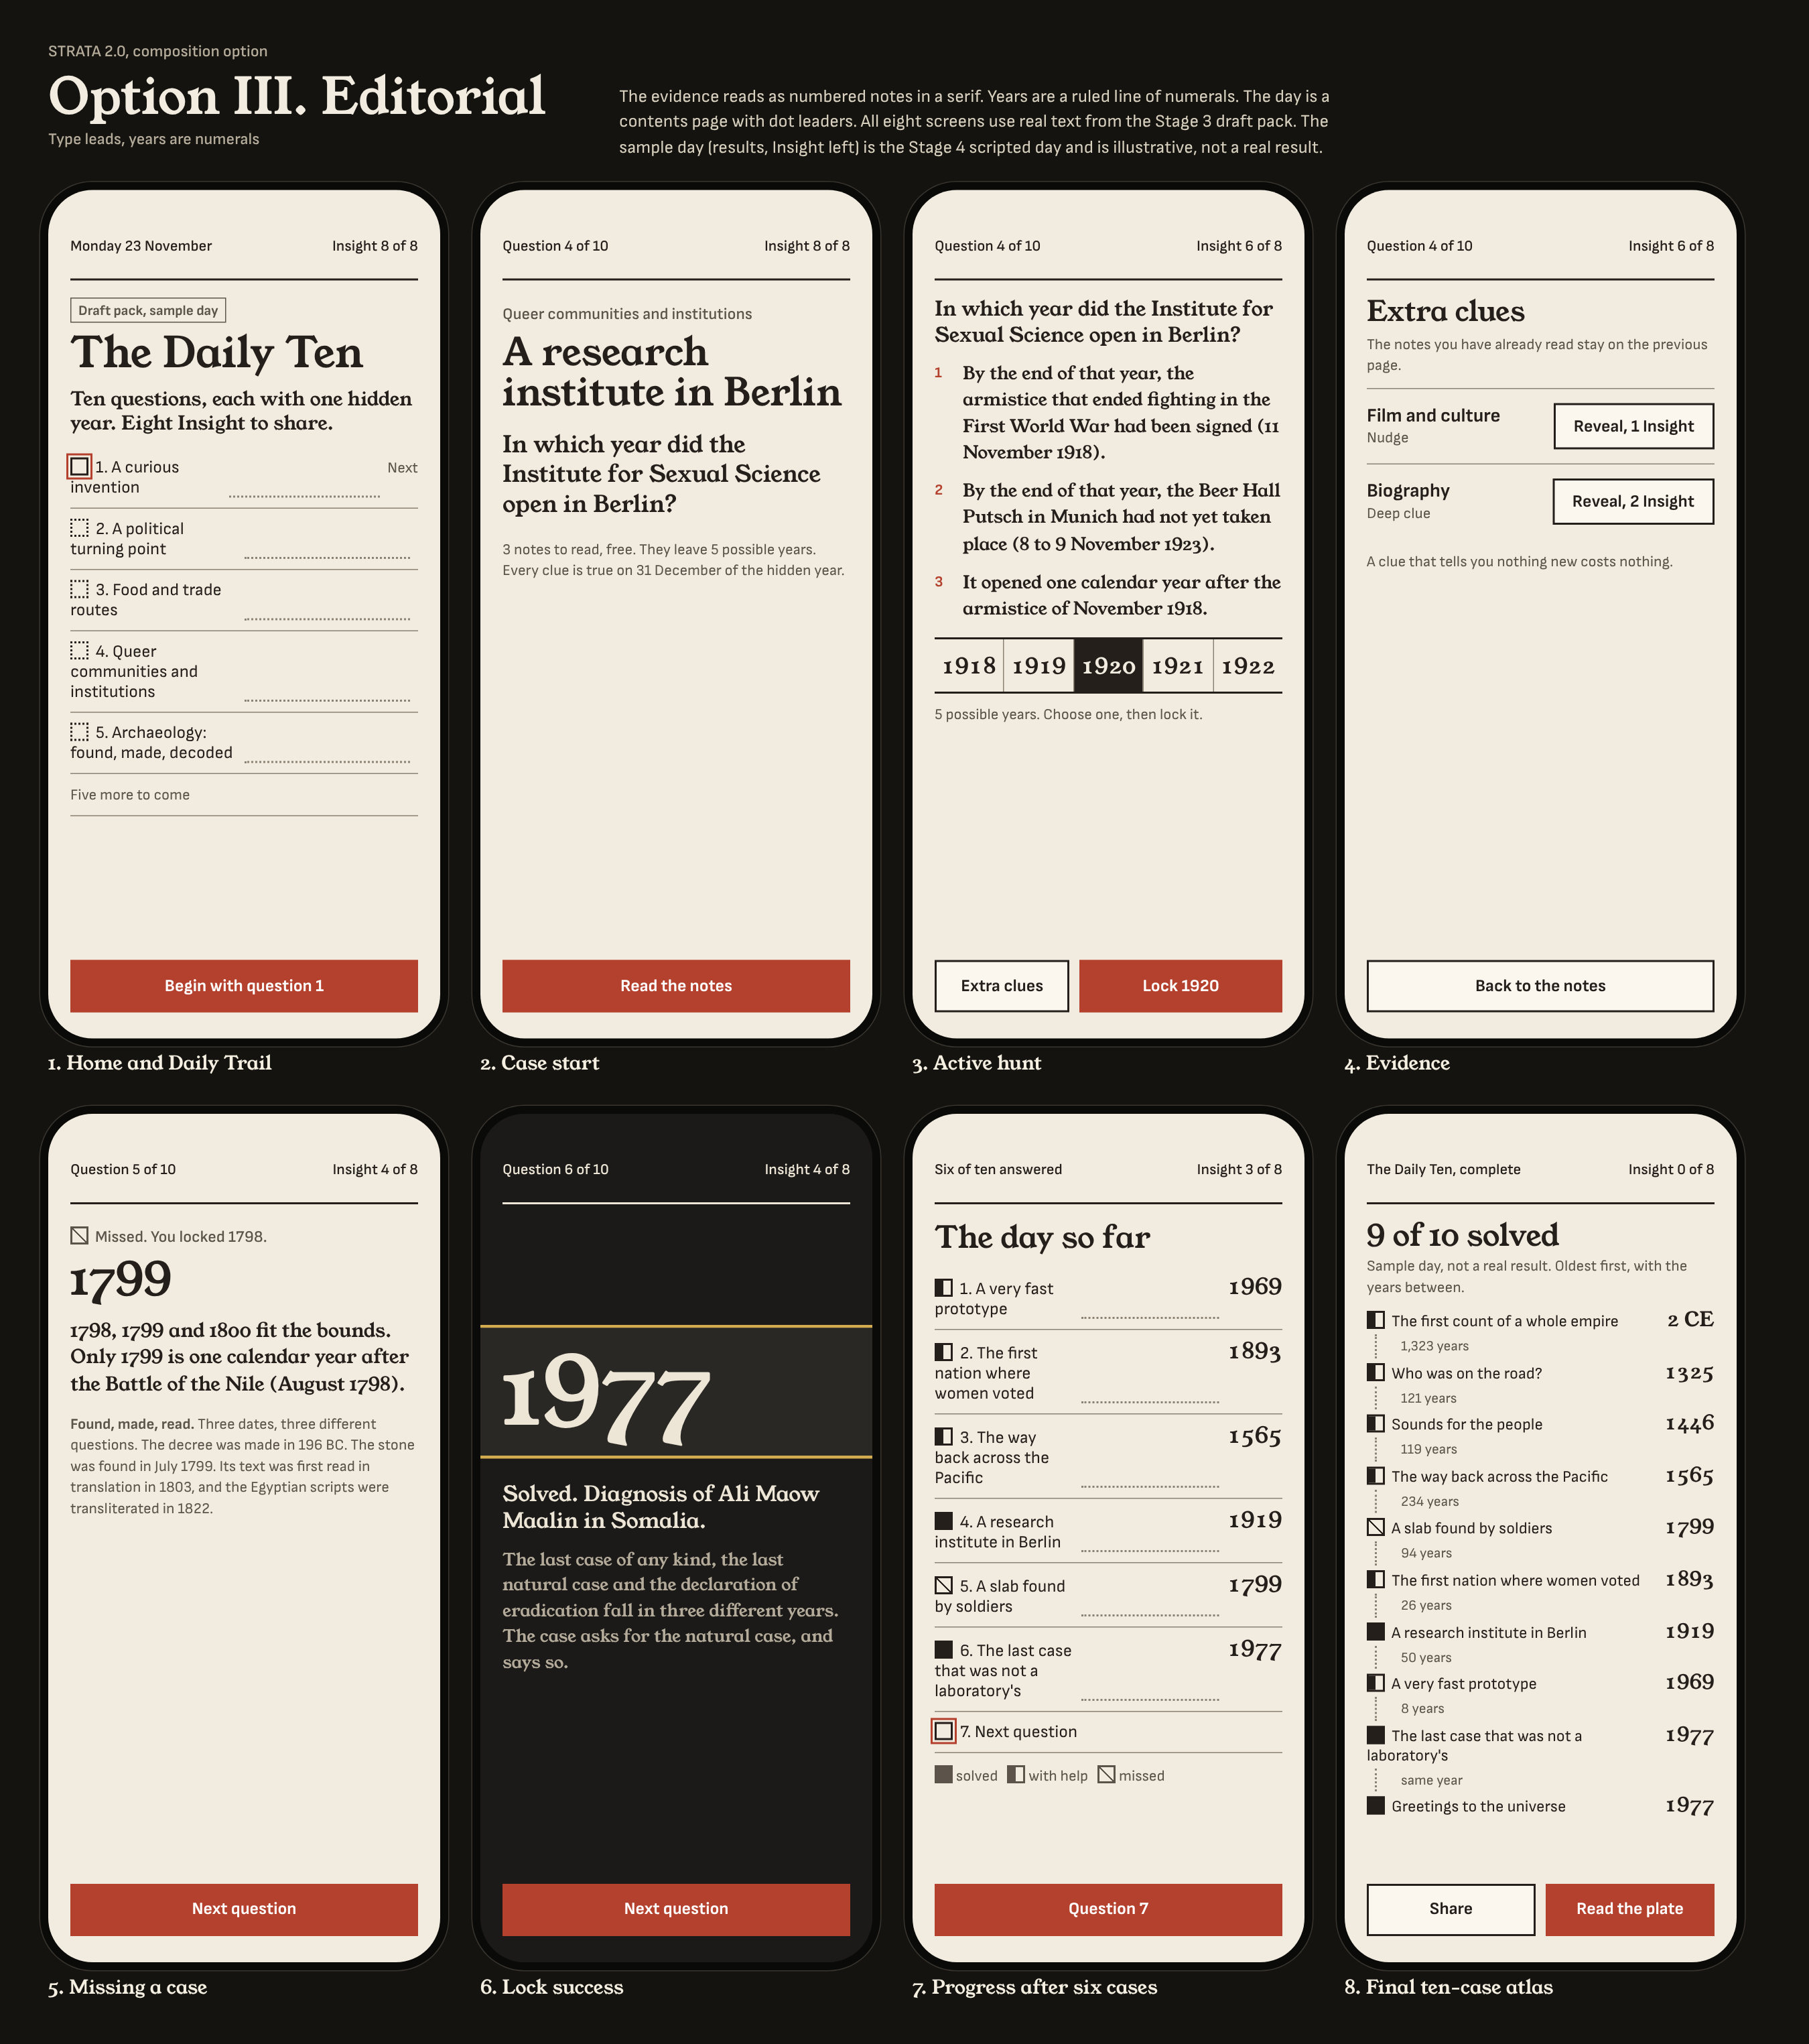 STRATA 2.0, composition option
Option III. Editorial
Type leads, years are numerals
The evidence reads as numbered notes in a serif. Years are a ruled line of numerals. The day is a
contents page with dot leaders. All eight screens use real text from the Stage 3 draft pack. The
sample day (results, Insight left) is the Stage 4 scripted day and is illustrative, not a real result.
Monday 23 November
Insight 8 of 8
Draft pack, sample day
The Daily Ten
Ten questions, each with one hidden
year. Eight Insight to share.
1. A curious
invention
Next
2. A political
turning point
3. Food and trade
routes
4. Queer
communities and
institutions
5. Archaeology:
found, made, decoded
Five more to come
Begin with question 1
1. Home and Daily Trail
Question 4 of 10
Insight 8 of 8
Queer communities and institutions
A research
institute in Berlin
In which year did the
Institute for Sexual Science
open in Berlin?
3 notes to read, free. They leave 5 possible years.
Every clue is true on 31 December of the hidden year.
Read the notes
2. Case start
Question 4 of 10
Insight 6 of 8
In which year did the Institute for
Sexual Science open in Berlin?
1 By the end of that year, the
armistice that ended fighting in the
First World War had been signed (11
November 1918).
2 By the end of that year, the Beer Hall
Putsch in Munich had not yet taken
place (8 to 9 November 1923).
3 It opened one calendar year after the
armistice of November 1918.
1918 1919 1920 1921 1922
5 possible years. Choose one, then lock it.
Extra clues
Lock 1920
3. Active hunt
Question 4 of 10
Insight 6 of 8
Extra clues
The notes you have already read stay on the previous
page.
Film and culture
Nudge
Reveal, 1 Insight
Biography
Deep clue
Reveal, 2 Insight
A clue that tells you nothing new costs nothing.
Back to the notes
4. Evidence
Question 5 of 10
Insight 4 of 8
Missed. You locked 1798.
1799
1798, 1799 and 1800 fit the bounds.
Only 1799 is one calendar year after
the Battle of the Nile (August 1798).
Found, made, read. Three dates, three different
questions. The decree was made in 196 BC. The stone
was found in July 1799. Its text was first read in
translation in 1803, and the Egyptian scripts were
transliterated in 1822.
Next question
5. Missing a case
Question 6 of 10
Insight 4 of 8
1977
Solved. Diagnosis of Ali Maow
Maalin in Somalia.
The last case of any kind, the last
natural case and the declaration of
eradication fall in three different years.
The case asks for the natural case, and
says so.
Next question
6. Lock success
Six of ten answered
Insight 3 of 8
The day so far
1. A very fast
prototype
1969
2. The first
nation where
women voted
1893
3. The way
back across the
Pacific
1565
4. A research
institute in Berlin
1919
5. A slab found
by soldiers
1799
6. The last case
that was not a
laboratory's
1977
7. Next question
solved with help missed
Question 7
7. Progress after six cases
The Daily Ten, complete
Insight 0 of 8
9 of 10 solved
Sample day, not a real result. Oldest first, with the
years between.
The first count of a whole empire 2 CE
1,323 years
Who was on the road? 1325
121 years
Sounds for the people 1446
119 years
The way back across the Pacific 1565
234 years
A slab found by soldiers 1799
94 years
The first nation where women voted 1893
26 years
A research institute in Berlin 1919
50 years
A very fast prototype 1969
8 years
The last case that was not a 1977
laboratory's
same year
Greetings to the universe 1977
Share
Read the plate
8. Final ten-case atlas